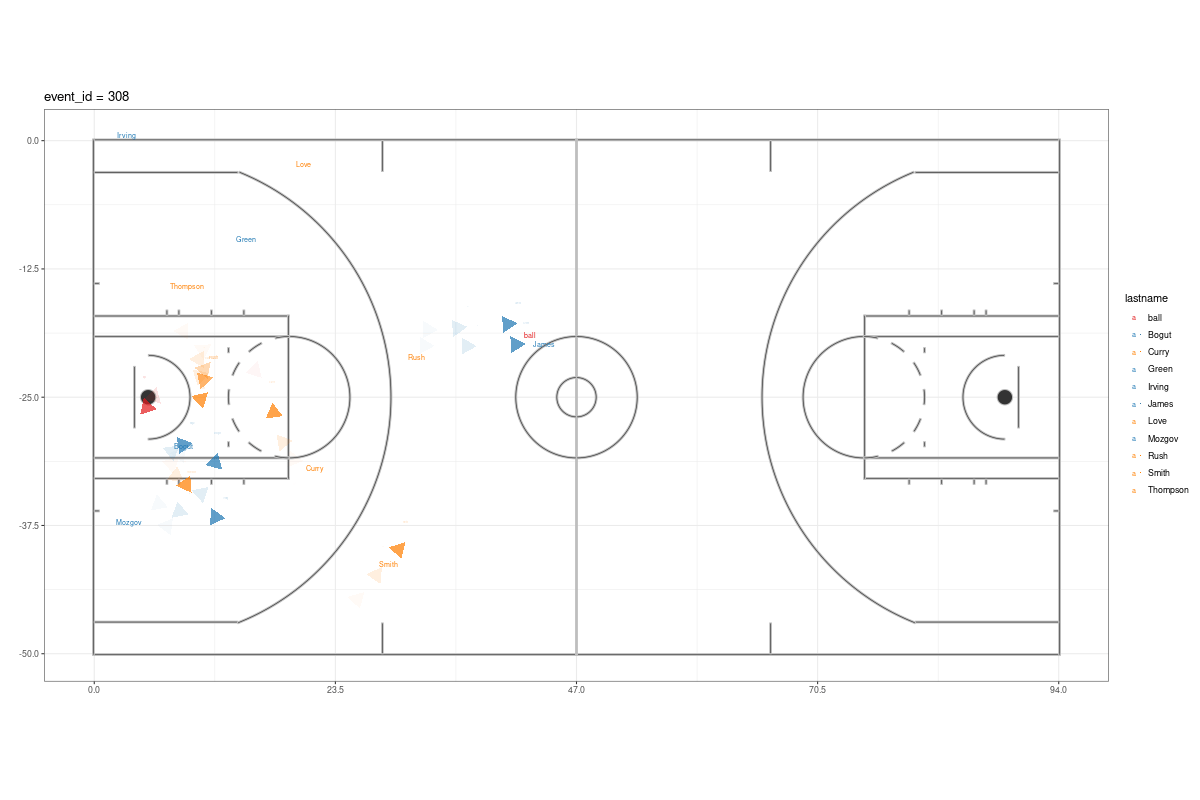 event_id = 308
0.0
-12.5
-25.0
-37.5
-50.0
0.0
23.5
47.0
70.5
94.0
Irving
Love
Green
Thompson
ball
James
Rush
Bogut
Curry
Mozgov
Smith
lastname
a ball
a Bogut
a Curry
a Green
a Irving
a James
a Love
a Mozgov
a Rush
a Smith
a Thompson